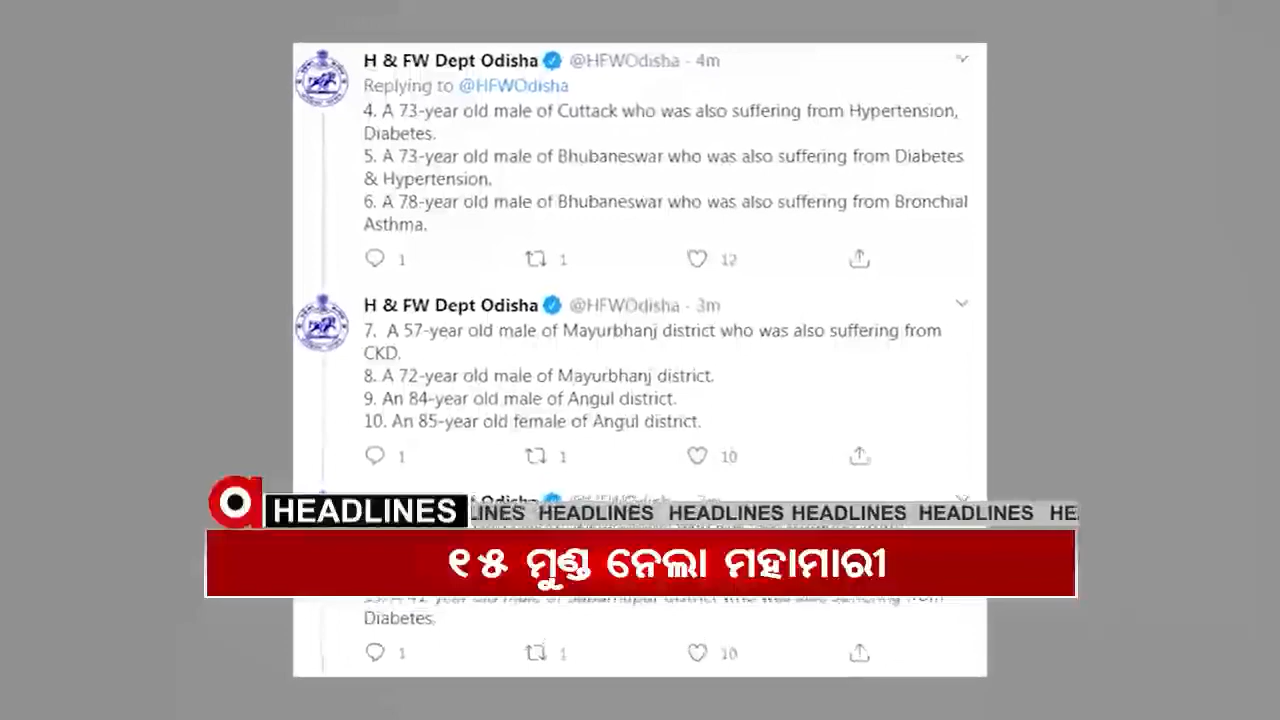 H & FW Dept Odisha @HFWOdisha - 4m
Replying to @HFWOdisha
4. A 73-year old male of Cuttack who was also suffering from Hypertension,
Diabetes.
5. A 73-year old male of Bhubaneswar who was also suffering from Diabetes
& Hypertension.
6. A 78-year old male of Bhubaneswar who was also suffering from Bronchial
Asthma.
1 1 12
H & FW Dept Odisha @HFWOdisha - 3m
7. A 57-year old male of Mayurbhanj district who was also suffering from
CKD.
8. A 72-year old male of Mayurbhanj district.
9. An 84-year old male of Angul district.
10. An 85-year old female of Angul district.
1 1 10
a HEADLINES LINES HEADLINES HEADLINES HEADLINES HEADLINES HE
୧୫ ମୁଣ୍ଡ ନେଲା ମହାମାରୀ
Diabetes.
1 1 10